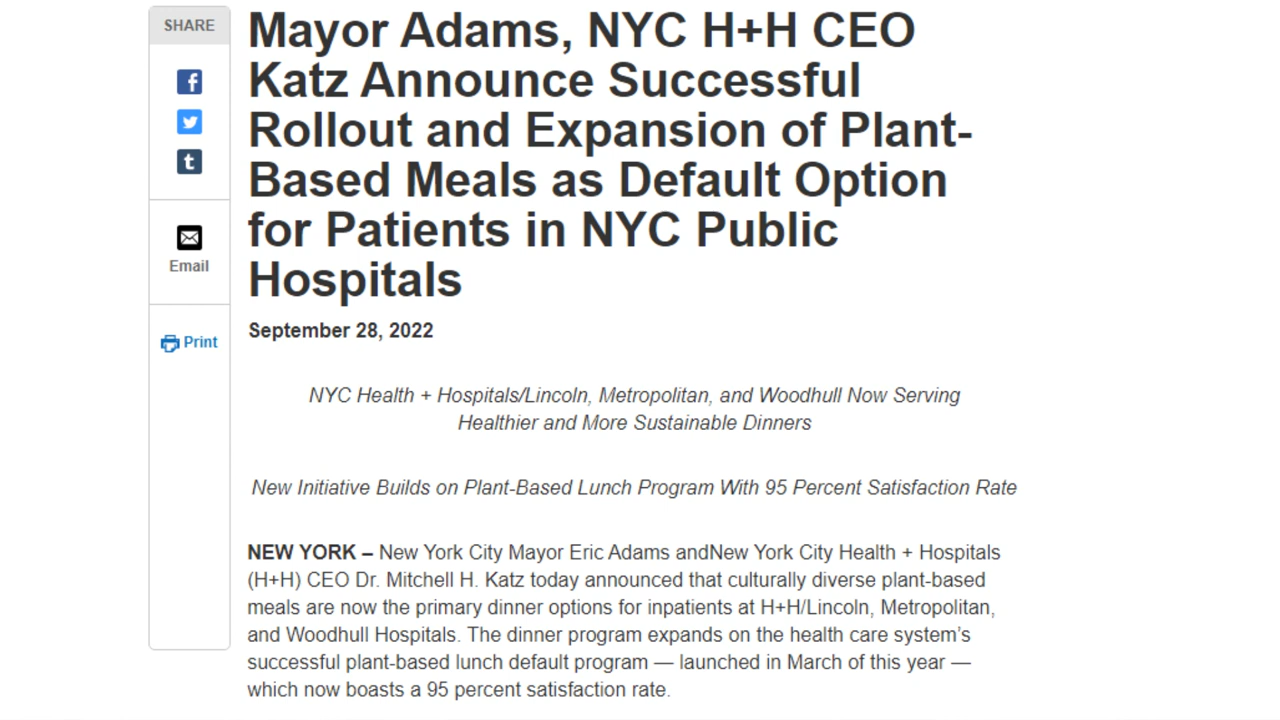 SHARE
Email
Print
Mayor Adams, NYC H+H CEO
Katz Announce Successful
Rollout and Expansion of Plant-
Based Meals as Default Option
for Patients in NYC Public
Hospitals
September 28, 2022
NYC Health + Hospitals/Lincoln, Metropolitan, and Woodhull Now Serving
Healthier and More Sustainable Dinners
New Initiative Builds on Plant-Based Lunch Program With 95 Percent Satisfaction Rate
NEW YORK – New York City Mayor Eric Adams andNew York City Health + Hospitals
(H+H) CEO Dr. Mitchell H. Katz today announced that culturally diverse plant-based
meals are now the primary dinner options for inpatients at H+H/Lincoln, Metropolitan,
and Woodhull Hospitals. The dinner program expands on the health care system’s
successful plant-based lunch default program — launched in March of this year —
which now boasts a 95 percent satisfaction rate.